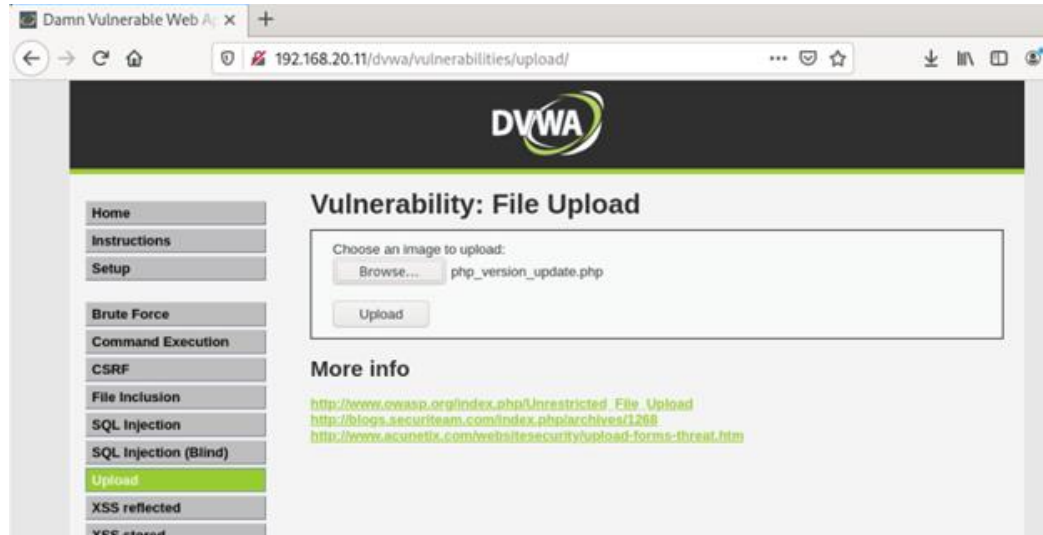 Damn Vulnerable Web Ap
192.168.20.11/dvwa/vulnerabilities/upload/
DVWA
Home
Instructions
Setup
Brute Force
Command Execution
CSRF
File Inclusion
SQL Injection
SQL Injection (Blind)
Upload
XSS reflected
XSS stored
Vulnerability: File Upload
Choose an image to upload:
Browse... php_version_update.php
Upload
More info
http://www.owasp.org/index.php/Unrestricted_File_Upload
http://blogs.securiteam.com/index.php/archives/1268
http://www.acunetix.com/websitesecurity/upload-forms-threat.htm